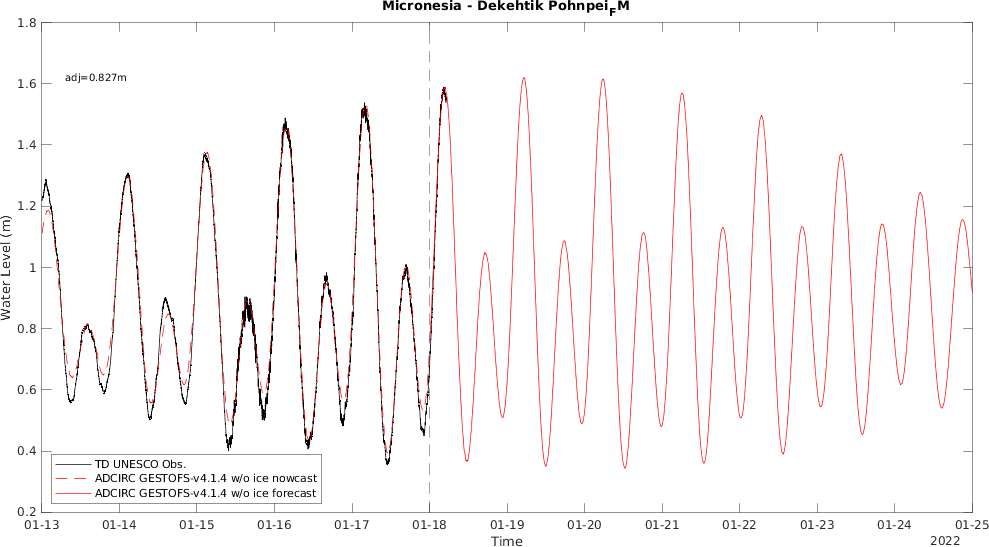 Micronesia - Dekehtik Pohnpei_FM
1.8
1.6
1.4
1.2
1
0.8
0.6
0.4
0.2
Water Level (m)
adj=0.827m
TD UNESCO Obs.
ADCIRC GESTOFS-v4.1.4 w/o ice nowcast
ADCIRC GESTOFS-v4.1.4 w/o ice forecast
01-13 01-14 01-15 01-16 01-17 01-18 01-19 01-20 01-21 01-22 01-23 01-24 01-25
Time
2022